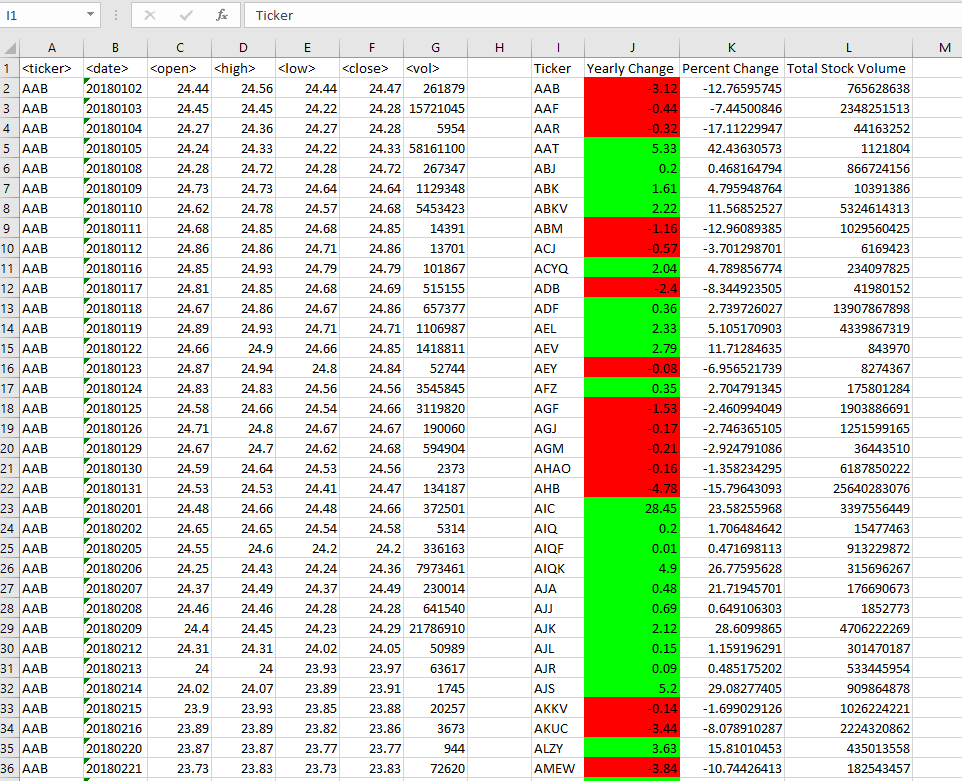 I1 fx Ticker
A B C D E F G H I J K L M
1 <ticker> <date> <open> <high> <low> <close> <vol> Ticker Yearly Change Percent Change Total Stock Volume
2 AAB 20180102 24.44 24.56 24.44 24.47 261879 AAB -3.12 -12.76595745 765628638
3 AAB 20180103 24.45 24.45 24.22 24.28 15721045 AAF -0.44 -7.44500846 2348251513
4 AAB 20180104 24.27 24.36 24.27 24.28 5954 AAR -0.32 -17.11229947 44163252
5 AAB 20180105 24.24 24.33 24.22 24.33 58161100 AAT 5.33 42.43630573 1121804
6 AAB 20180108 24.28 24.72 24.28 24.72 267347 ABJ 0.2 0.468164794 866724156
7 AAB 20180109 24.73 24.73 24.64 24.64 1129348 ABK 1.61 4.795948764 10391386
8 AAB 20180110 24.62 24.78 24.57 24.68 5453423 ABKV 2.22 11.56852527 5324614313
9 AAB 20180111 24.68 24.85 24.68 24.85 14391 ABM -1.16 -12.96089385 1029560425
10 AAB 20180112 24.86 24.86 24.71 24.86 13701 ACJ -0.57 -3.701298701 6169423
11 AAB 20180116 24.85 24.93 24.79 24.79 101867 ACYQ 2.04 4.789856774 234097825
12 AAB 20180117 24.81 24.85 24.68 24.69 515155 ADB -2.4 -8.344923505 41980152
13 AAB 20180118 24.67 24.86 24.67 24.86 657377 ADF 0.36 2.739726027 13907867898
14 AAB 20180119 24.89 24.93 24.71 24.71 1106987 AEL 2.33 5.105170903 4339867319
15 AAB 20180122 24.66 24.9 24.66 24.85 1418811 AEV 2.79 11.71284635 843970
16 AAB 20180123 24.87 24.94 24.8 24.84 52744 AEY -0.08 -6.956521739 8274367
17 AAB 20180124 24.83 24.83 24.56 24.56 3545845 AFZ 0.35 2.704791345 175801284
18 AAB 20180125 24.58 24.66 24.54 24.66 3119820 AGF -1.53 -2.460994049 1903886691
19 AAB 20180126 24.71 24.8 24.67 24.67 190060 AGJ -0.17 -2.746365105 1251599165
20 AAB 20180129 24.67 24.7 24.62 24.68 594904 AGM -0.21 -2.924791086 36443510
21 AAB 20180130 24.59 24.64 24.53 24.56 2373 AHAO -0.16 -1.358234295 6187850222
22 AAB 20180131 24.53 24.53 24.41 24.47 134187 AHB -4.78 -15.79643093 25640283076
23 AAB 20180201 24.48 24.66 24.48 24.66 372501 AIC 28.45 23.58255968 3397556449
24 AAB 20180202 24.65 24.65 24.54 24.58 5314 AIQ 0.2 1.706484642 15477463
25 AAB 20180205 24.55 24.6 24.2 24.2 336163 AIQF 0.01 0.471698113 913229872
26 AAB 20180206 24.25 24.43 24.24 24.36 7973461 AIQK 4.9 26.77595628 315696267
27 AAB 20180207 24.37 24.49 24.37 24.49 230014 AJA 0.48 21.71945701 176690673
28 AAB 20180208 24.46 24.46 24.28 24.28 641540 AJJ 0.69 0.649106303 1852773
29 AAB 20180209 24.4 24.45 24.23 24.29 21786910 AJK 2.12 28.6099865 4706222269
30 AAB 20180212 24.31 24.31 24.02 24.05 50989 AJL 0.15 1.159196291 301470187
31 AAB 20180213 24 24 23.93 23.97 63617 AJR 0.09 0.485175202 533445954
32 AAB 20180214 24.02 24.07 23.89 23.91 1745 AJS 5.2 29.08277405 909864878
33 AAB 20180215 23.9 23.93 23.85 23.88 20257 AKKV -0.14 -1.699029126 1026224221
34 AAB 20180216 23.89 23.89 23.82 23.86 3673 AKUC -3.44 -8.078910287 2224320862
35 AAB 20180220 23.87 23.87 23.77 23.77 944 ALZY 3.63 15.81010453 435013558
36 AAB 20180221 23.73 23.83 23.73 23.83 72620 AMEW -3.84 -10.74426413 182543457